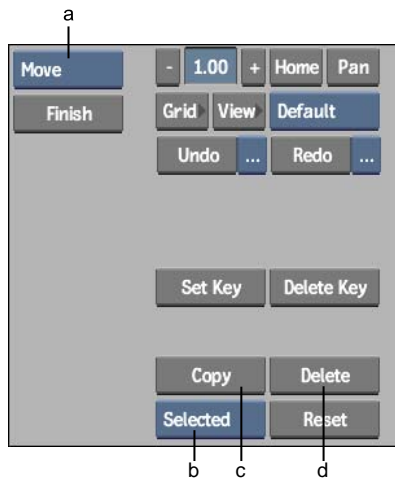 a
Move - 1.00 + Home Pan
Finish Grid View Default
Undo ... Redo ...
Set Key Delete Key
Copy Delete
Selected Reset
b c d